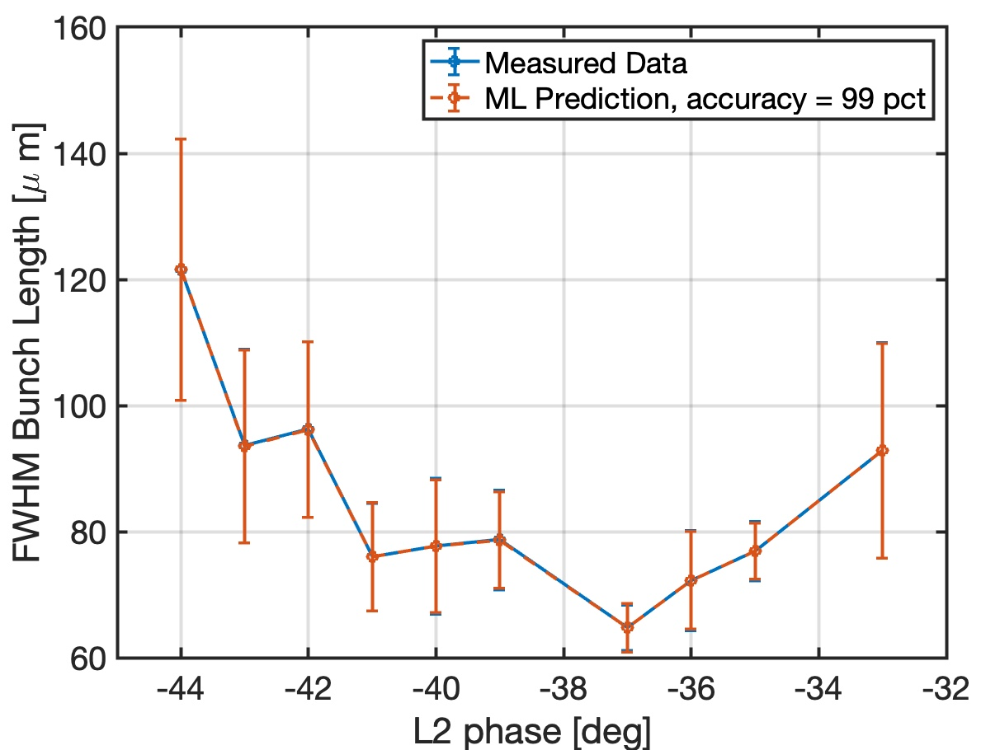 160
140
120
100
80
60
FWHM Bunch Length [μ m]
Measured Data
ML Prediction, accuracy = 99 pct
-44 -42 -40 -38 -36 -34 -32
L2 phase [deg]